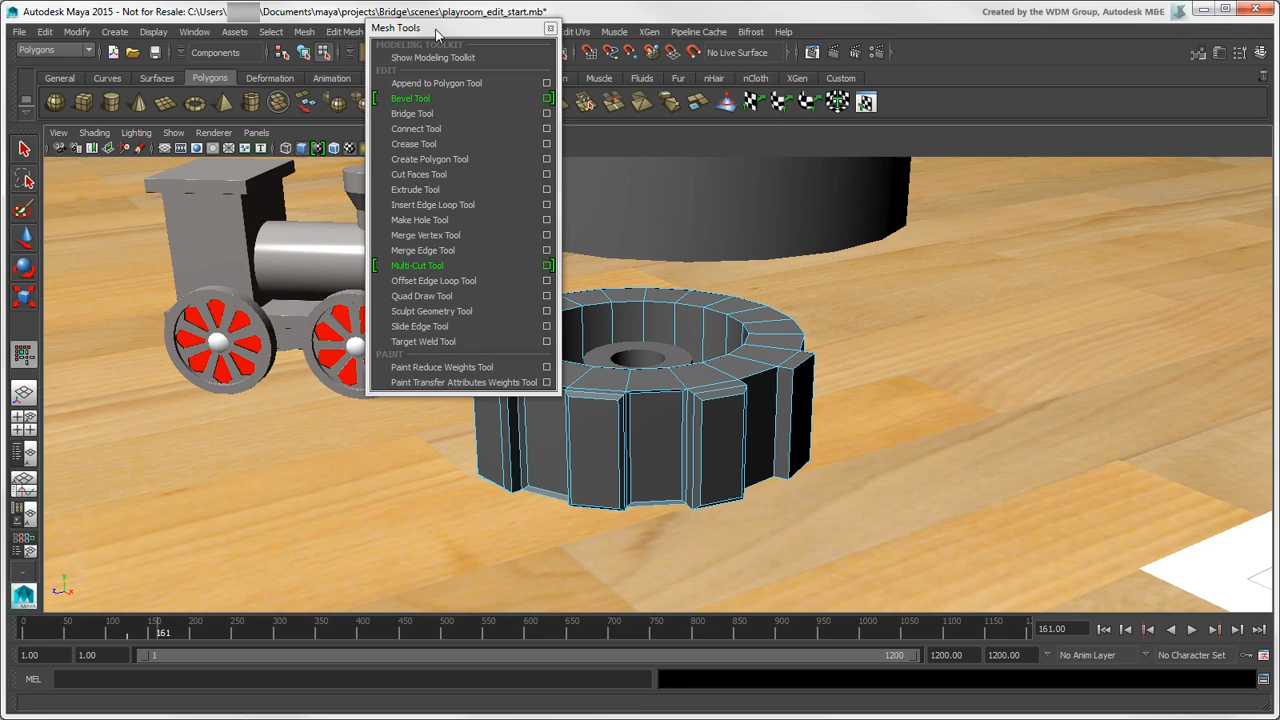 Autodesk Maya 2015 - Not for Resale: C:\Users\ \Documents\maya\projects\Bridge\scenes\playroom_edit_start.mb*
Created by the WDM Group, Autodesk M&E
Mesh Tools
File Edit Modify Create Display Window Assets Select Mesh Edit Mesh Edit UVs Muscle XGen Pipeline Cache Bifrost Help
Polygons Components No Live Surface
General Curves Surfaces Polygons Deformation Animation Muscle Fluids Fur nHair nCloth XGen Custom
View Shading Lighting Show Renderer Panels
MODELING TOOLKIT
Show Modeling Toolkit
EDIT
Append to Polygon Tool
Bevel Tool
Bridge Tool
Connect Tool
Crease Tool
Create Polygon Tool
Cut Faces Tool
Extrude Tool
Insert Edge Loop Tool
Make Hole Tool
Merge Vertex Tool
Merge Edge Tool
Multi-Cut Tool
Offset Edge Loop Tool
Quad Draw Tool
Sculpt Geometry Tool
Slide Edge Tool
Target Weld Tool
PAINT
Paint Reduce Weights Tool
Paint Transfer Attributes Weights Tool
y
z x
MAYA
0 50 100 150 200 250 300 350 400 450 500 550 600 650 700 750 800 850 900 950 1000 1050 1100 1150 1
161
161.00
1.00 1.00 1 1200 1200.00 1200.00 No Anim Layer No Character Set
MEL